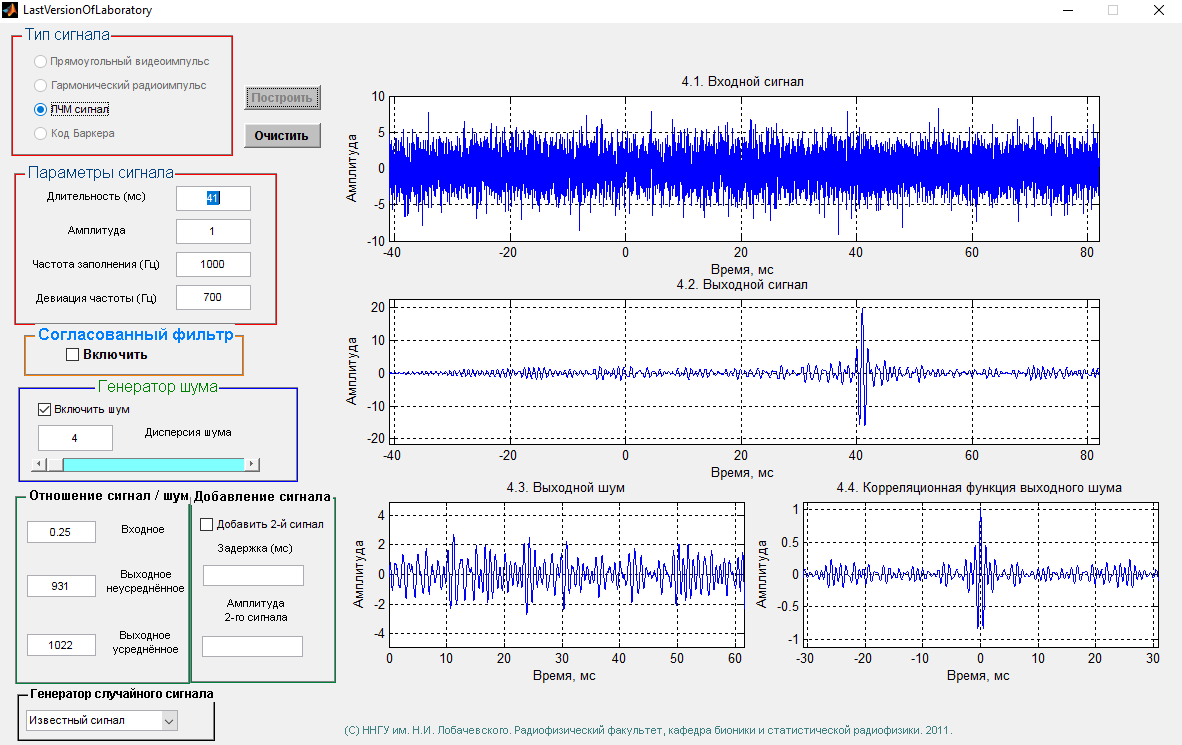 LastVersionOfLaboratory
Тип сигнала
Прямоугольный видеоимпульс
Гармонический радиоимпульс
ЛЧМ сигнал
Код Баркера
Построить
Очистить
Параметры сигнала
Длительность (мс)
41
Амплитуда
1
Частота заполнения (Гц)
1000
Девиация частоты (Гц)
700
Согласованный фильтр
Включить
Генератор шума
Включить шум
4
Дисперсия шума
Отношение сигнал / шум
0.25
Входное
931
Выходное
неусреднённое
1022
Выходное
усреднённое
Добавление сигнала
Добавить 2-й сигнал
Задержка (мс)
Амплитуда
2-го сигнала
Генератор случайного сигнала
Известный сигнал
4.1. Входной сигнал
Амплитуда
10
5
0
-5
-10
-40 -20 0 20 40 60 80
Время, мс
4.2. Выходной сигнал
Амплитуда
20
10
0
-10
-20
-40 -20 0 20 40 60 80
Время, мс
4.3. Выходной шум
Амплитуда
4
2
0
-2
-4
0 10 20 30 40 50 60
Время, мс
4.4. Корреляционная функция выходного шума
Амплитуда
1
0.5
0
-0.5
-1
-30 -20 -10 0 10 20 30
Время, мс
(С) ННГУ им. Н.И. Лобачевского. Радиофизический факультет, кафедра бионики и статистической радиофизики. 2011.